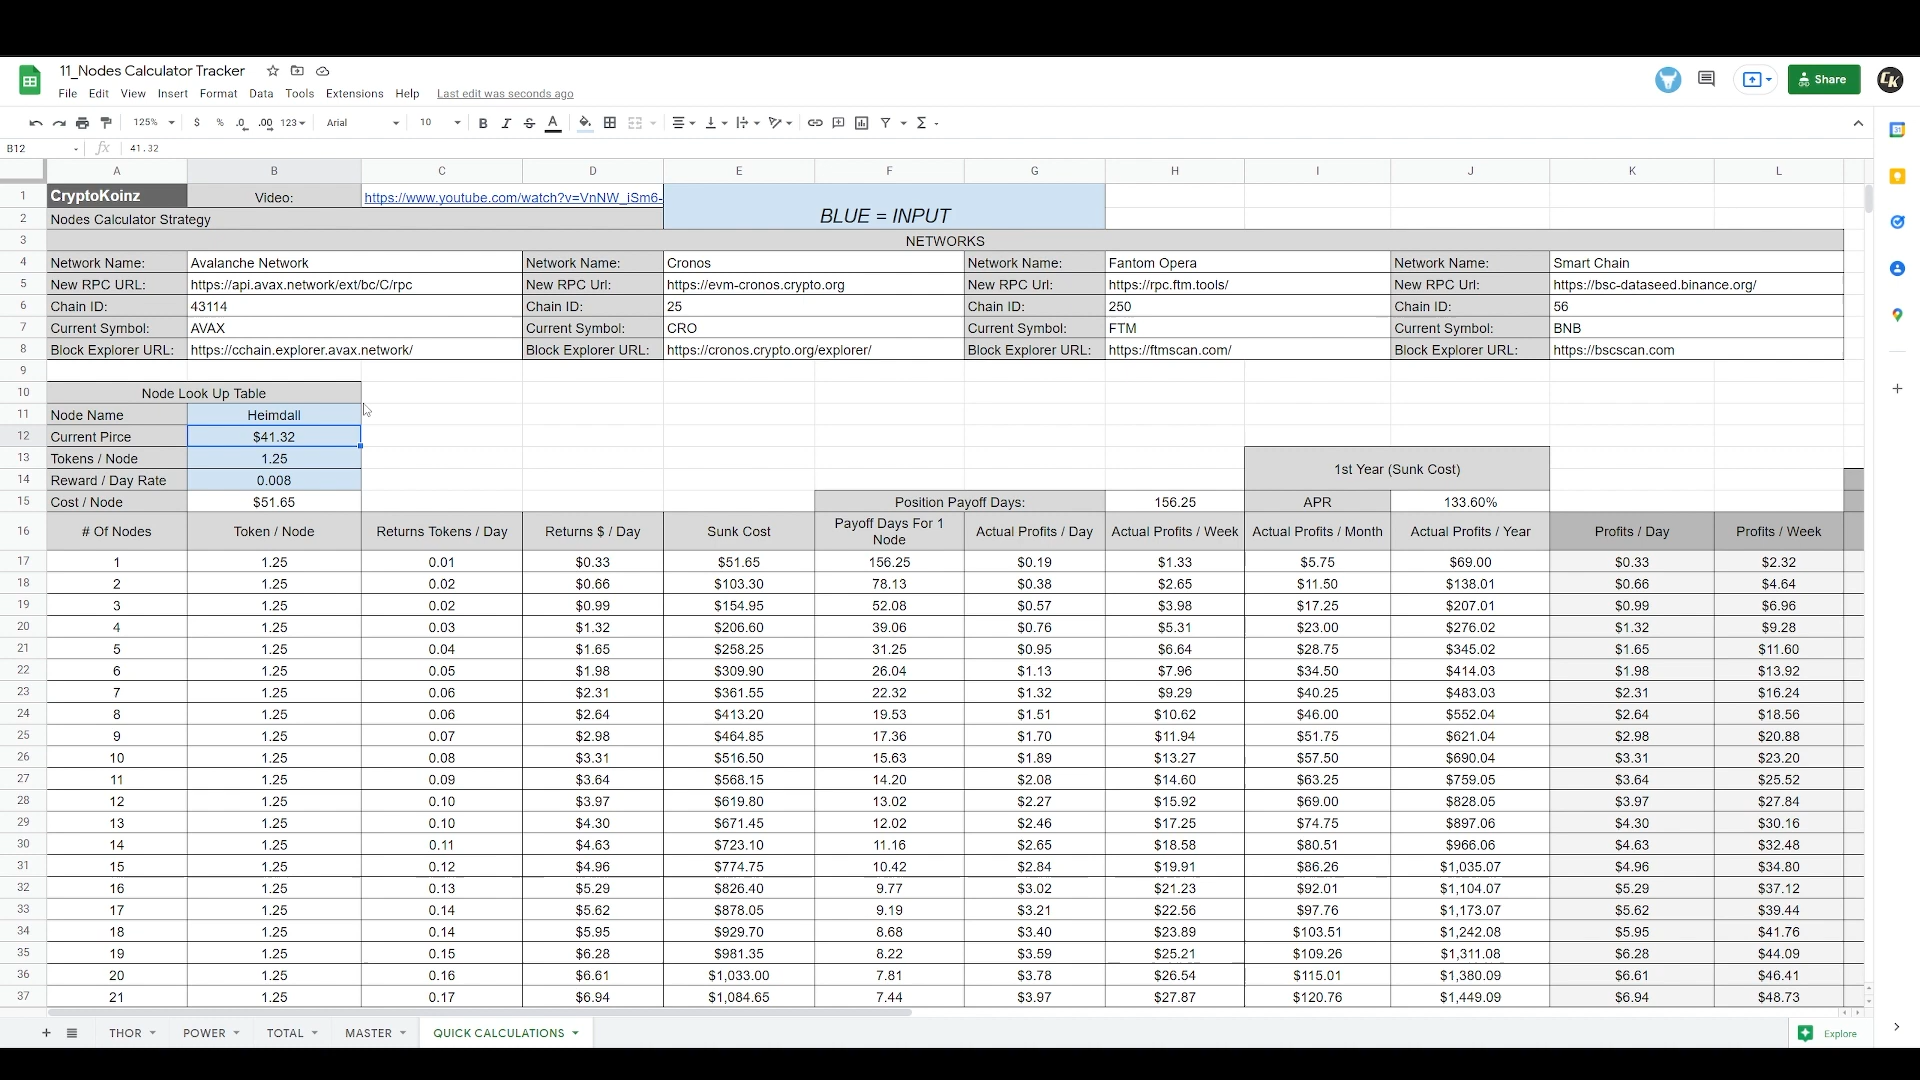 11_Nodes Calculator Tracker
File Edit View Insert Format Data Tools Extensions Help Last edit was seconds ago
Share
CK
125% $ % .0 .00 123 Arial 10 B I S A
B12 fx 41.32
A B C D E F G H I J K L
1 CryptoKoinz Video: https://www.youtube.com/watch?v=VnNW_iSm6- BLUE = INPUT
2 Nodes Calculator Strategy
3 NETWORKS
4 Network Name: Avalanche Network Network Name: Cronos Network Name: Fantom Opera Network Name: Smart Chain
5 New RPC URL: https://api.avax.network/ext/bc/C/rpc New RPC Url: https://evm-cronos.crypto.org New RPC Url: https://rpc.ftm.tools/ New RPC Url: https://bsc-dataseed.binance.org/
6 Chain ID: 43114 Chain ID: 25 Chain ID: 250 Chain ID: 56
7 Current Symbol: AVAX Current Symbol: CRO Current Symbol: FTM Current Symbol: BNB
8 Block Explorer URL: https://cchain.explorer.avax.network/ Block Explorer URL: https://cronos.crypto.org/explorer/ Block Explorer URL: https://ftmscan.com/ Block Explorer URL: https://bscscan.com
9
10 Node Look Up Table
11 Node Name Heimdall
12 Current Pirce $41.32
13 Tokens / Node 1.25 1st Year (Sunk Cost)
14 Reward / Day Rate 0.008
15 Cost / Node $51.65 Position Payoff Days: 156.25 APR 133.60%
16 # Of Nodes Token / Node Returns Tokens / Day Returns $ / Day Sunk Cost Payoff Days For 1 Node Actual Profits / Day Actual Profits / Week Actual Profits / Month Actual Profits / Year Profits / Day Profits / Week
17 1 1.25 0.01 $0.33 $51.65 156.25 $0.19 $1.33 $5.75 $69.00 $0.33 $2.32
18 2 1.25 0.02 $0.66 $103.30 78.13 $0.38 $2.65 $11.50 $138.01 $0.66 $4.64
19 3 1.25 0.02 $0.99 $154.95 52.08 $0.57 $3.98 $17.25 $207.01 $0.99 $6.96
20 4 1.25 0.03 $1.32 $206.60 39.06 $0.76 $5.31 $23.00 $276.02 $1.32 $9.28
21 5 1.25 0.04 $1.65 $258.25 31.25 $0.95 $6.64 $28.75 $345.02 $1.65 $11.60
22 6 1.25 0.05 $1.98 $309.90 26.04 $1.13 $7.96 $34.50 $414.03 $1.98 $13.92
23 7 1.25 0.06 $2.31 $361.55 22.32 $1.32 $9.29 $40.25 $483.03 $2.31 $16.24
24 8 1.25 0.06 $2.64 $413.20 19.53 $1.51 $10.62 $46.00 $552.04 $2.64 $18.56
25 9 1.25 0.07 $2.98 $464.85 17.36 $1.70 $11.94 $51.75 $621.04 $2.98 $20.88
26 10 1.25 0.08 $3.31 $516.50 15.63 $1.89 $13.27 $57.50 $690.04 $3.31 $23.20
27 11 1.25 0.09 $3.64 $568.15 14.20 $2.08 $14.60 $63.25 $759.05 $3.64 $25.52
28 12 1.25 0.10 $3.97 $619.80 13.02 $2.27 $15.92 $69.00 $828.05 $3.97 $27.84
29 13 1.25 0.10 $4.30 $671.45 12.02 $2.46 $17.25 $74.75 $897.06 $4.30 $30.16
30 14 1.25 0.11 $4.63 $723.10 11.16 $2.65 $18.58 $80.51 $966.06 $4.63 $32.48
31 15 1.25 0.12 $4.96 $774.75 10.42 $2.84 $19.91 $86.26 $1,035.07 $4.96 $34.80
32 16 1.25 0.13 $5.29 $826.40 9.77 $3.02 $21.23 $92.01 $1,104.07 $5.29 $37.12
33 17 1.25 0.14 $5.62 $878.05 9.19 $3.21 $22.56 $97.76 $1,173.07 $5.62 $39.44
34 18 1.25 0.14 $5.95 $929.70 8.68 $3.40 $23.89 $103.51 $1,242.08 $5.95 $41.76
35 19 1.25 0.15 $6.28 $981.35 8.22 $3.59 $25.21 $109.26 $1,311.08 $6.28 $44.09
36 20 1.25 0.16 $6.61 $1,033.00 7.81 $3.78 $26.54 $115.01 $1,380.09 $6.61 $46.41
37 21 1.25 0.17 $6.94 $1,084.65 7.44 $3.97 $27.87 $120.76 $1,449.09 $6.94 $48.73
THOR POWER TOTAL MASTER QUICK CALCULATIONS Explore